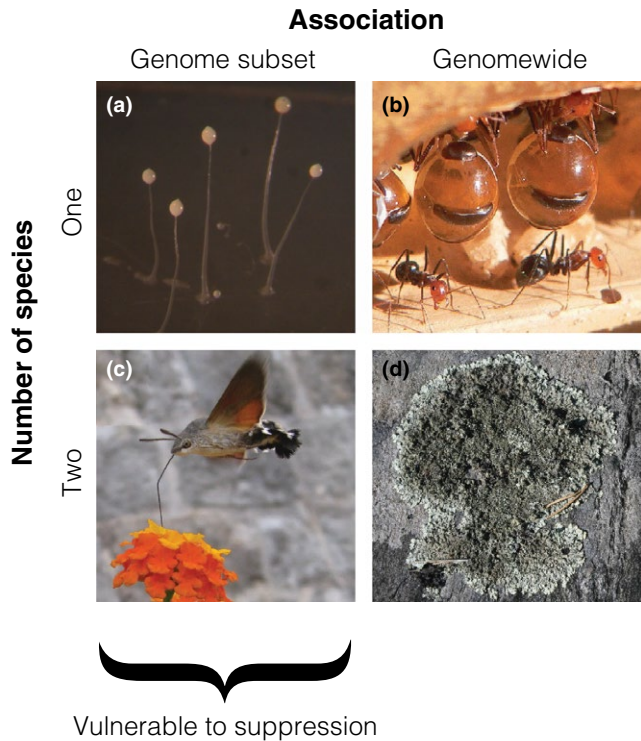 Association
Genome subset
Genomewide
Number of species
One
(a)
(b)
Two
(c)
(d)
Vulnerable to suppression